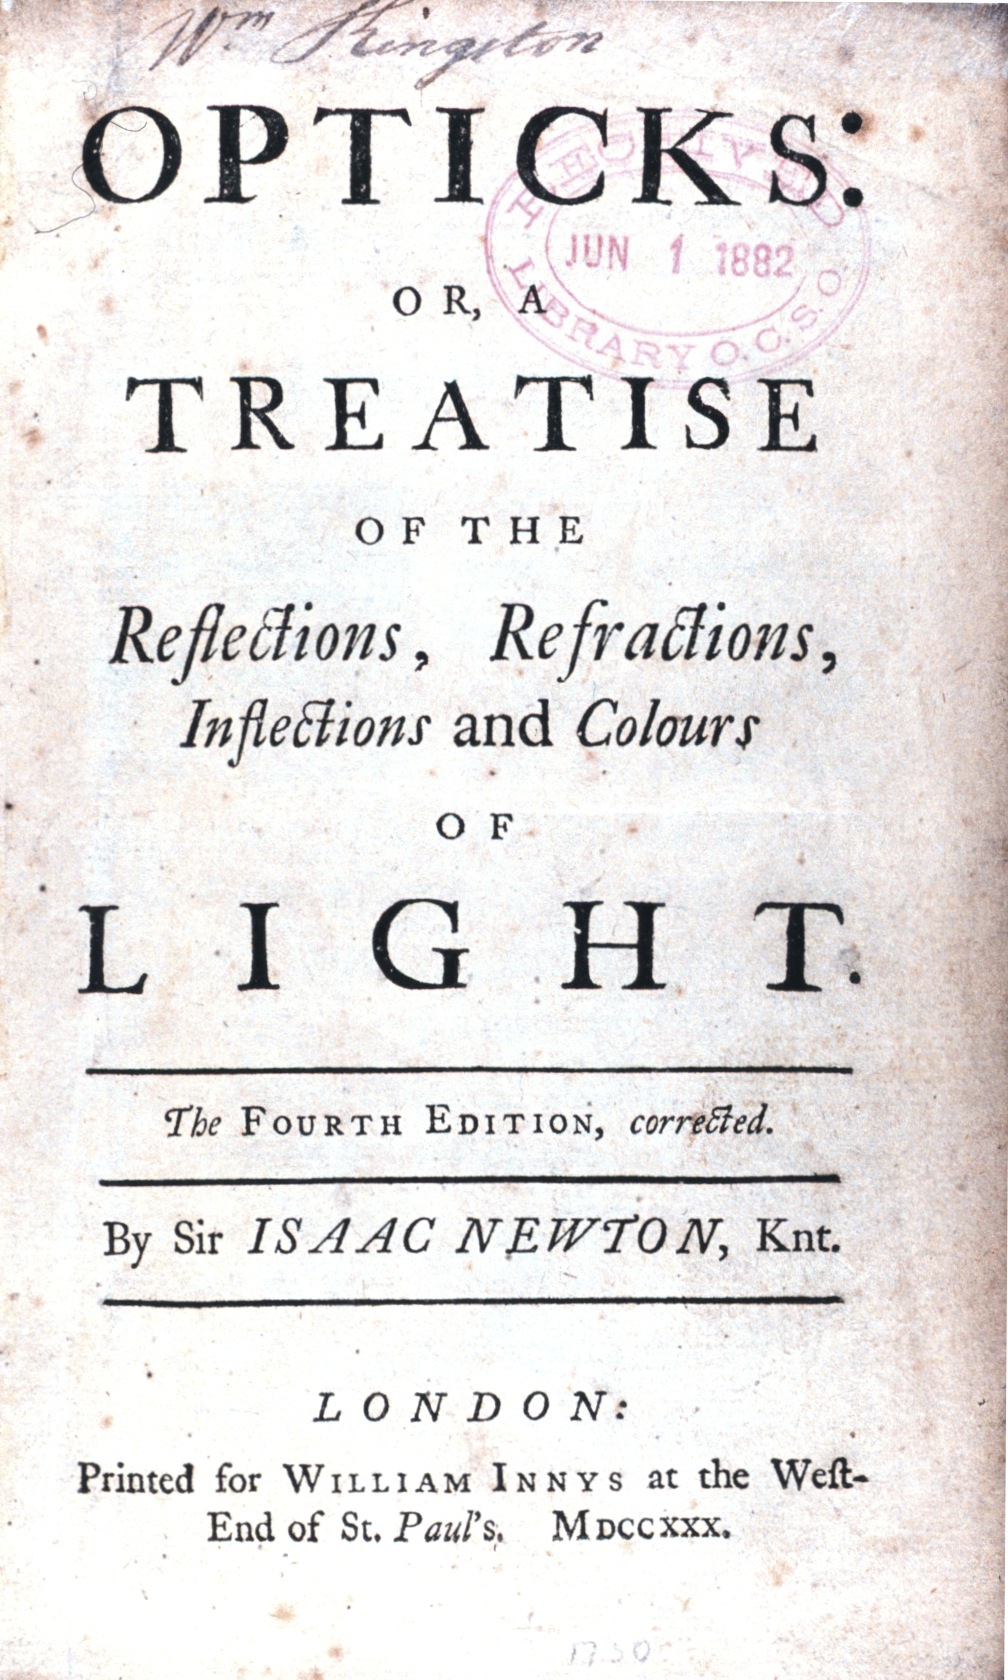 Wm Kingston
OPTICKS:
RECEIVED
JUN 1 1882
LIBRARY O.C.S.O.
OR, A
TREATISE
OF THE
Reflections, Refractions,
Inflections and Colours
OF
LIGHT.
The FOURTH EDITION, corrected.
By Sir ISAAC NEWTON, Knt.
LONDON:
Printed for WILLIAM INNYS at the Weſt-
End of St. Paul's. MDCCXXX.
1730